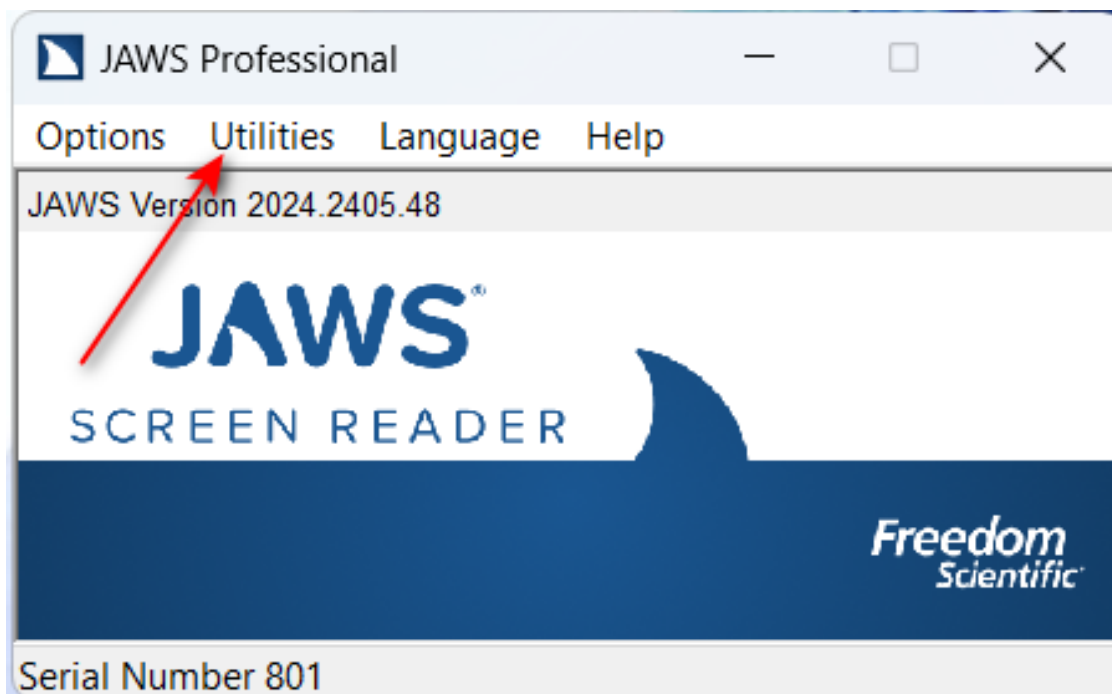 JAWS Professional
Options Utilities Language Help
JAWS Version 2024.2405.48
JAWS®
SCREEN READER
Freedom
Scientific
Serial Number 801